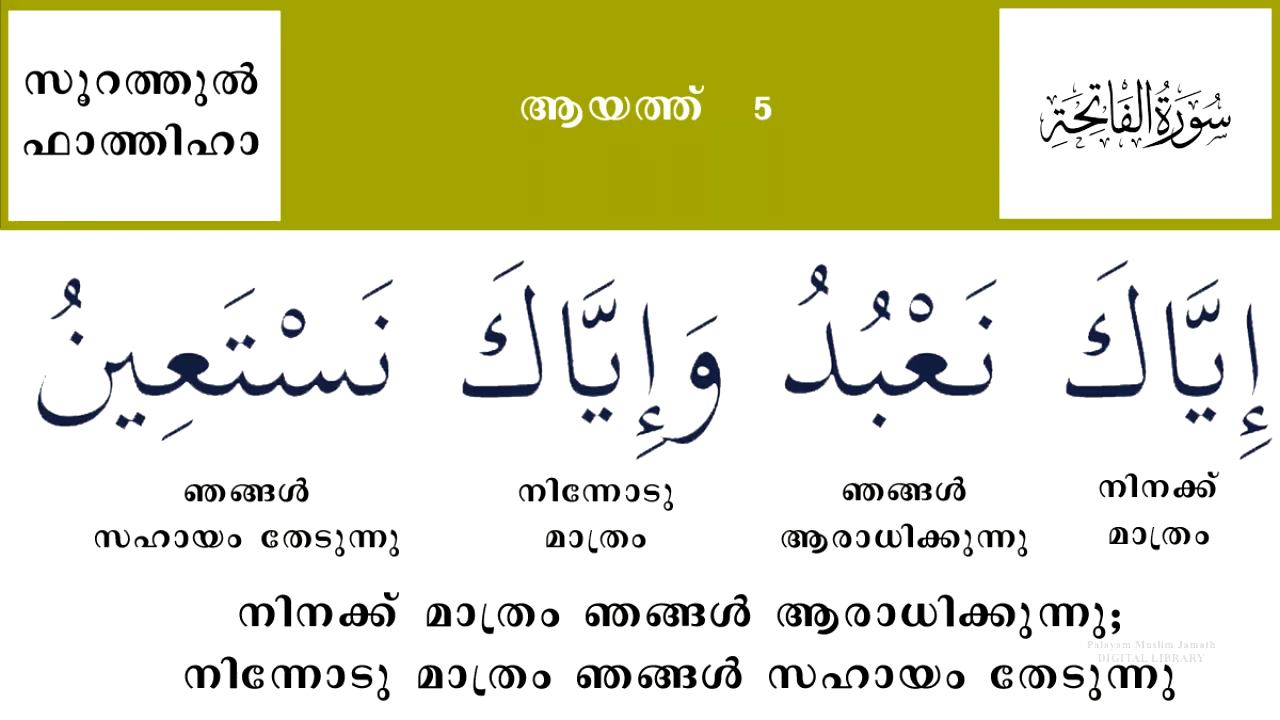 സൂറത്തുൽ
ഫാത്തിഹാ
ആയത്ത് 5
سُورَةُ الْفَاتِحَةِ
إِيَّاكَ نَعْبُدُ وَإِيَّاكَ نَسْتَعِينُ
നിനക്ക് മാത്രം
ഞങ്ങൾ ആരാധിക്കുന്നു
നിന്നോടു മാത്രം
ഞങ്ങൾ സഹായം തേടുന്നു
നിനക്ക് മാത്രം ഞങ്ങൾ ആരാധിക്കുന്നു;
നിന്നോടു മാത്രം ഞങ്ങൾ സഹായം തേടുന്നു
Palayam Muslim Jamath
DIGITAL LIBRARY